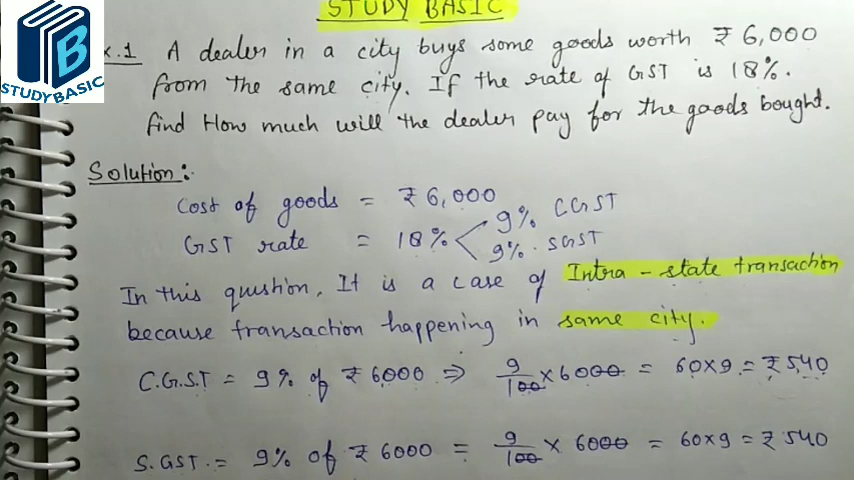 STUDY BASIC
STUDYBASIC
x.1 A dealer in a city buys some goods worth ₹ 6,000
from the same city. If the rate of GST is 18%.
find How much will the dealer pay for the goods bought.
Solution:-
Cost of goods = ₹ 6,000
GST rate = 18% < 9% CGST
9% SGST
In this question, It is a case of Intra - state transaction
because transaction happening in same city.
C.G.S.T = 9% of ₹ 6000 ⇒ 9/100 × 6000 = 60×9 = ₹ 540
S.GST. = 9% of ₹ 6000 = 9/100 × 6000 = 60×9 = ₹ 540